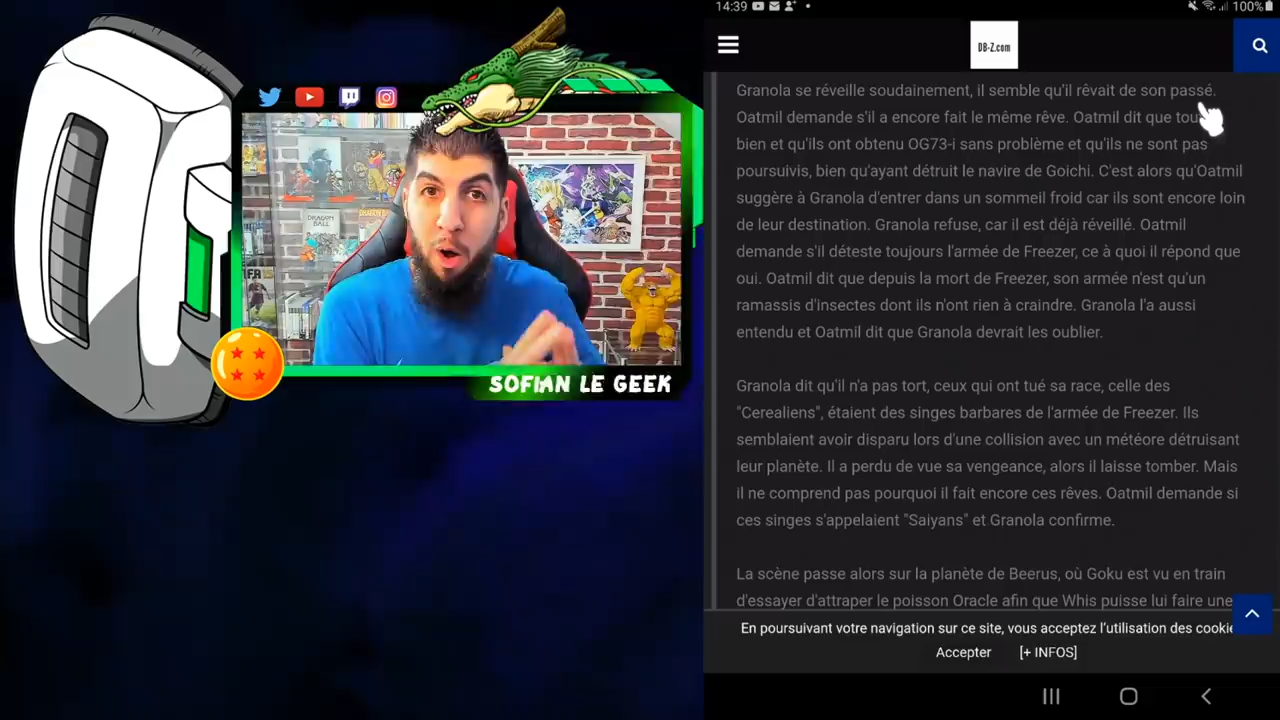 14:39
100%
DB-Z.com
SOFIAN LE GEEK
DRAGON BALL
Granola se réveille soudainement, il semble qu'il rêvait de son passé.
Oatmil demande s'il a encore fait le même rêve. Oatmil dit que tou
bien et qu'ils ont obtenu OG73-i sans problème et qu'ils ne sont pas
poursuivis, bien qu'ayant détruit le navire de Goichi. C'est alors qu'Oatmil
suggère à Granola d'entrer dans un sommeil froid car ils sont encore loin
de leur destination. Granola refuse, car il est déjà réveillé. Oatmil
demande s'il déteste toujours l'armée de Freezer, ce à quoi il répond que
oui. Oatmil dit que depuis la mort de Freezer, son armée n'est qu'un
ramassis d'insectes dont ils n'ont rien à craindre. Granola l'a aussi
entendu et Oatmil dit que Granola devrait les oublier.
Granola dit qu'il n'a pas tort, ceux qui ont tué sa race, celle des
"Cerealiens", étaient des singes barbares de l'armée de Freezer. Ils
semblaient avoir disparu lors d'une collision avec un météore détruisant
leur planète. Il a perdu de vue sa vengeance, alors il laisse tomber. Mais
il ne comprend pas pourquoi il fait encore ces rêves. Oatmil demande si
ces singes s'appelaient "Saiyans" et Granola confirme.
La scène passe alors sur la planète de Beerus, où Goku est vu en train
d'essayer d'attraper le poisson Oracle afin que Whis puisse lui faire une
En poursuivant votre navigation sur ce site, vous acceptez l'utilisation des cookie
Accepter [+ INFOS]